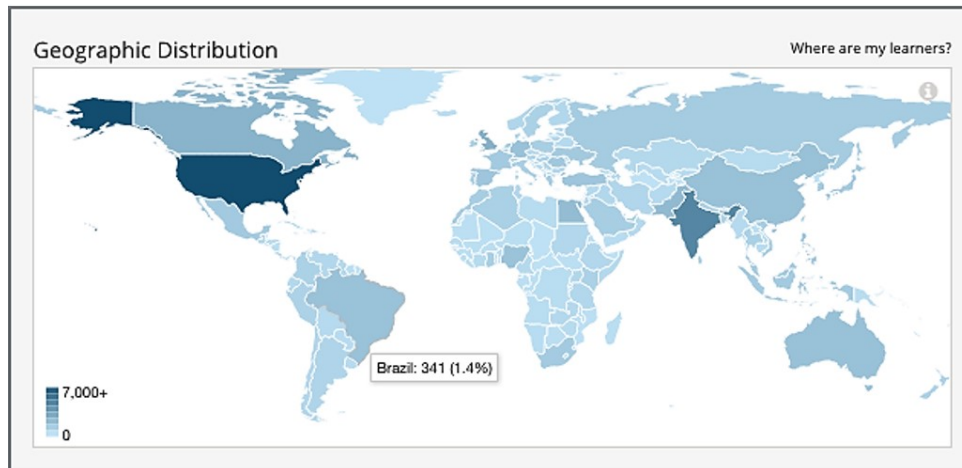 Geographic Distribution
Where are my learners?
i
Brazil: 341 (1.4%)
7,000+
0